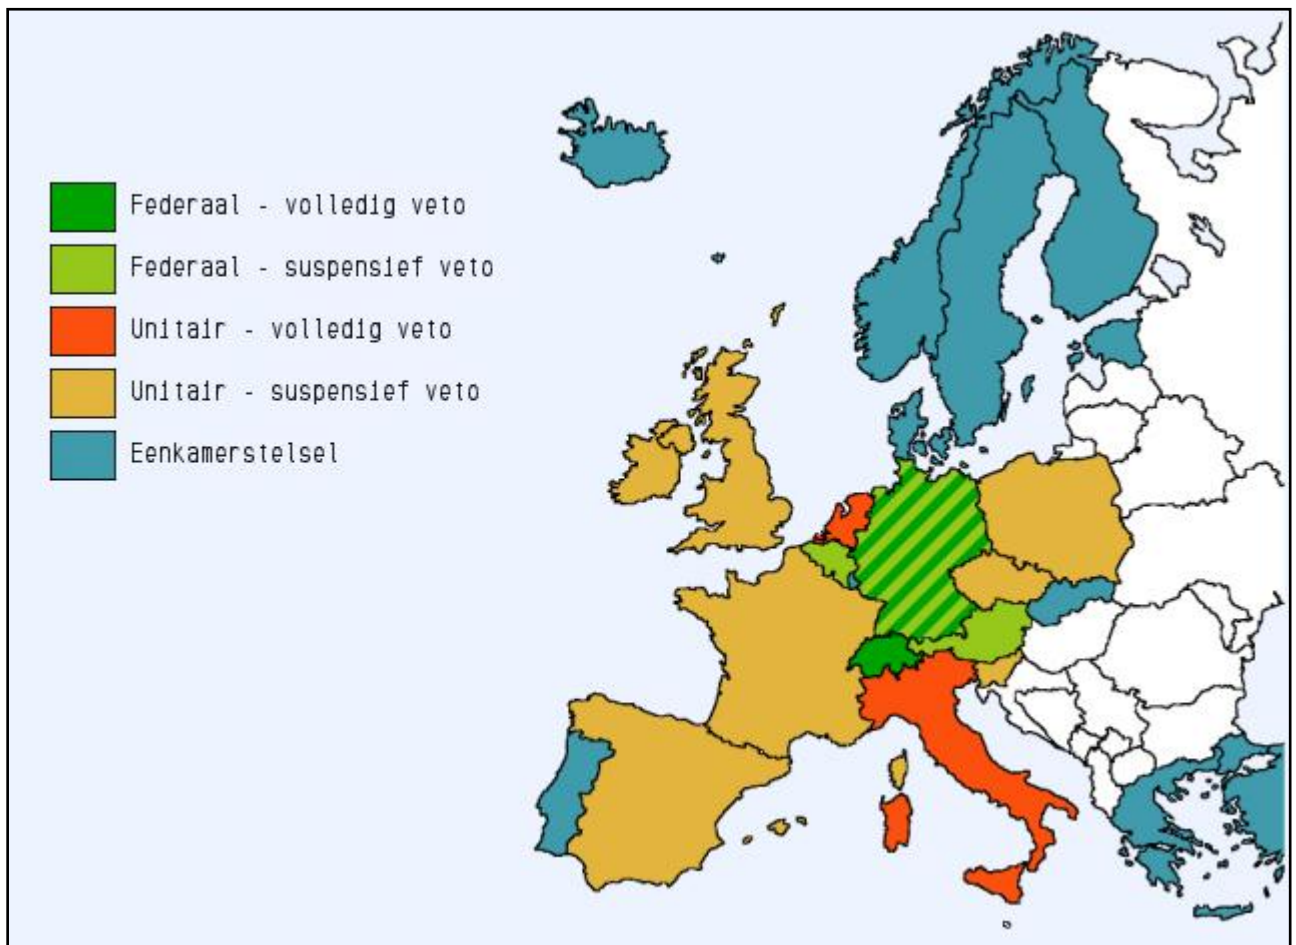 Federaal - volledig veto
Federaal - suspensief veto
Unitair - volledig veto
Unitair - suspensief veto
Eenkamerstelsel